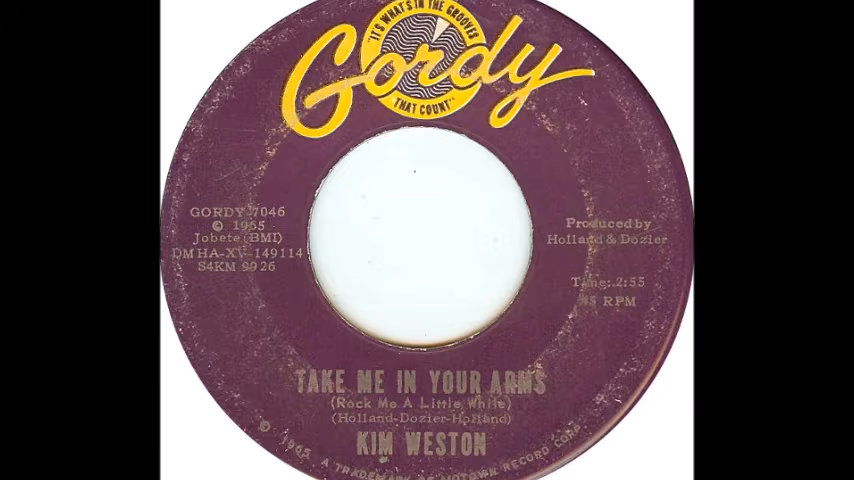 "IT'S WHAT'S IN THE GROOVES
Gordy
THAT COUNT"
GORDY 7046
© 1965
Jobete (BMI)
DMHA-XV-149114
S4KM 9926
Produced by
Holland & Dozier
Time: 2:55
45 RPM
TAKE ME IN YOUR ARMS
(Rock Me A Little While)
(Holland-Dozier-Holland)
KIM WESTON
© 1965 A TRADEMARK OF MOTOWN RECORD CORP.